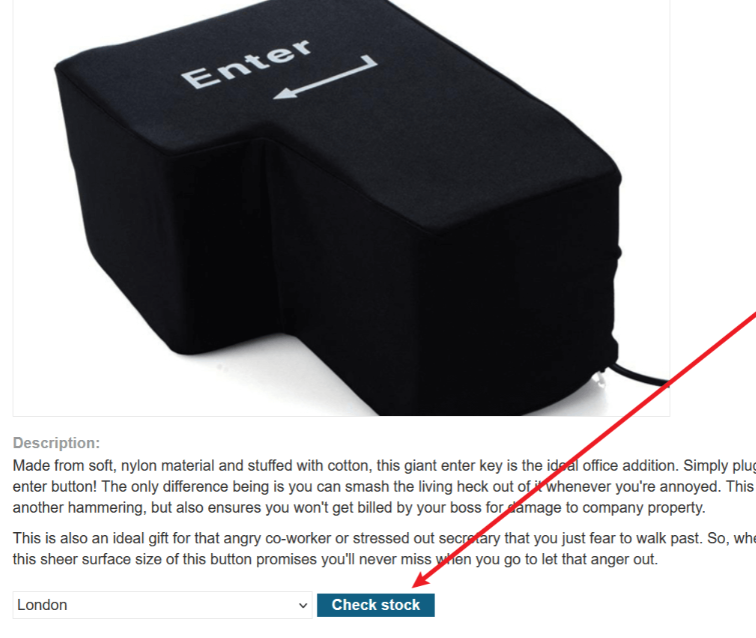 Enter
Description:
Made from soft, nylon material and stuffed with cotton, this giant enter key is the ideal office addition. Simply plug
enter button! The only difference being is you can smash the living heck out of it whenever you're annoyed. This
another hammering, but also ensures you won't get billed by your boss for damage to company property.
This is also an ideal gift for that angry co-worker or stressed out secretary that you just fear to walk past. So,
this sheer surface size of this button promises you'll never miss when you go to let that anger out.
London
Check stock